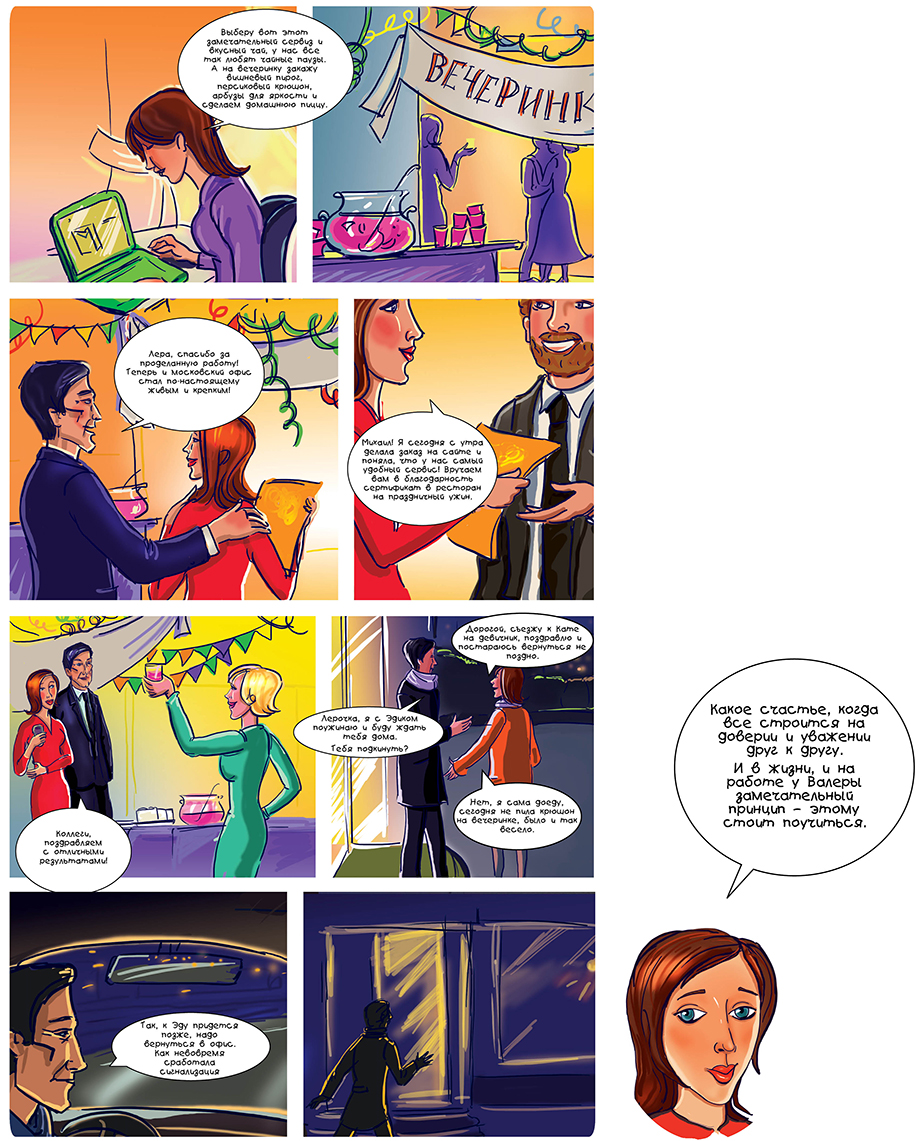 Выберу вот этот
замечательный сервиз и
вкусный чай, у нас все
так любят чайные паузы.
А на вечеринку закажу
вишневый пирог,
персиковый крюшон,
арбузы для яркости и
сделаем домашнюю пиццу.
ВЕЧЕРИНК
Лера, спасибо за
проделанную работу!
Теперь и московский офис
стал по-настоящему
живым и крепким!
Михаил! Я сегодня с утра
делала заказ на сайте и
поняла, что у нас самый
удобный сервис! Вручаем
вам в благодарность
сертификат в ресторан
на праздничный ужин.
Коллеги,
поздравляем
с отличными
результатами!
Дорогой, съезжу к Кате
на девичник, поздравлю и
постараюсь вернуться не
поздно.
Лерочка, я с Эдиком
поужинаю и буду ждать
тебя дома.
Тебя подкинуть?
Нет, я сама доеду,
сегодня не пила крюшон
на вечеринке, было и так
весело.
Так, к Эду придется
позже, надо
вернуться в офис.
Как невовремя
сработала
сигнализация
Какое счастье, когда
все строится на
доверии и уважении
друг к другу.
И в жизни, и на
работе у Валеры
замечательный
принцип – этому
стоит поучиться.